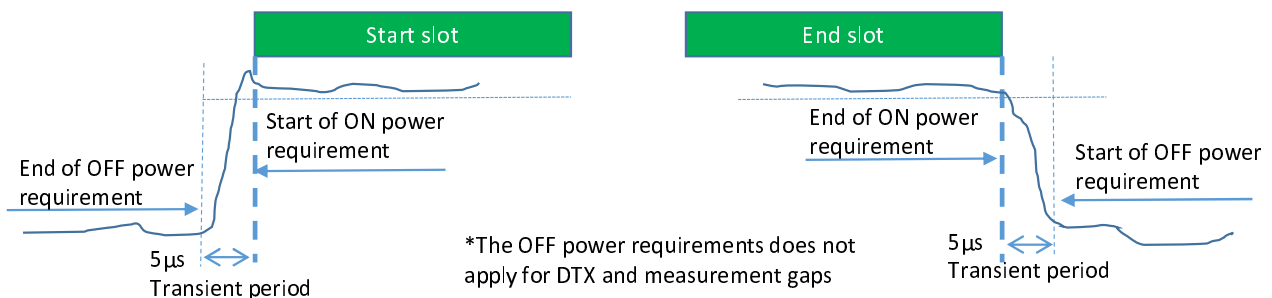 Start slot
End slot
Start of ON power
requirement
End of ON power
requirement
End of OFF power
requirement
Start of OFF power
requirement
5µs
Transient period
*The OFF power requirements does not
apply for DTX and measurement gaps
5µs
Transient period